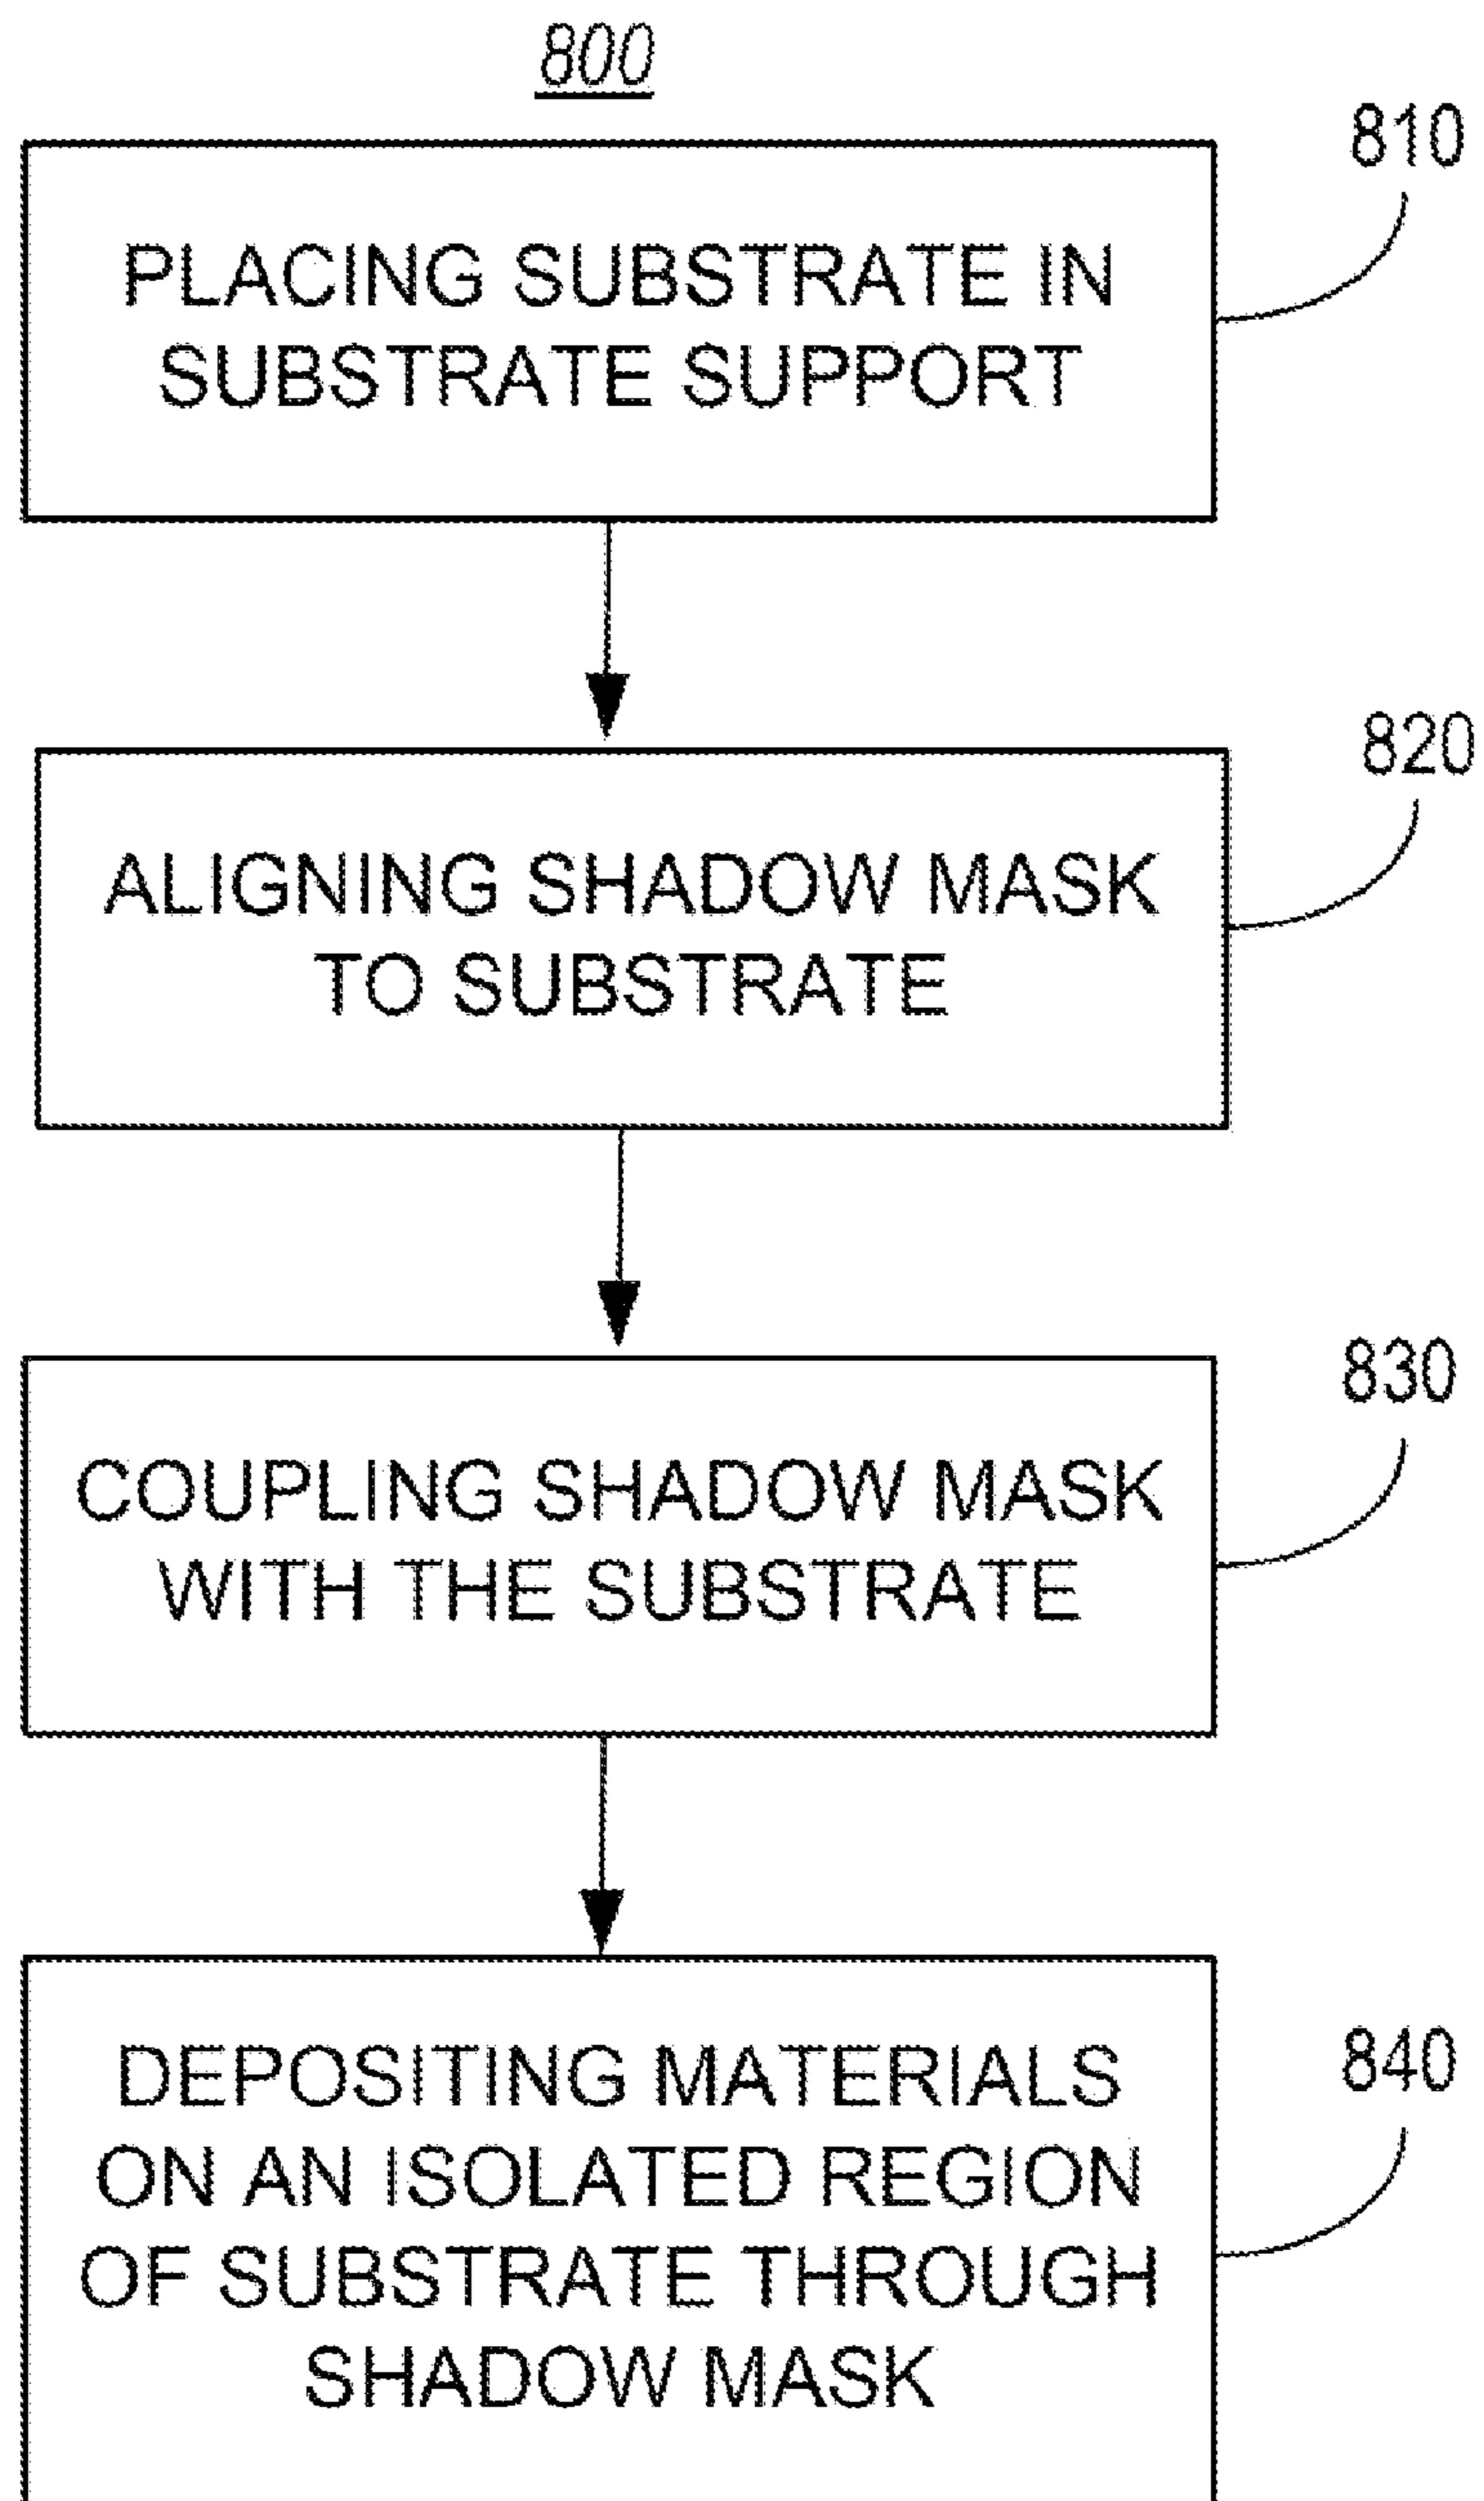 800
810
PLACING SUBSTRATE IN
SUBSTRATE SUPPORT
820
ALIGNING SHADOW MASK
TO SUBSTRATE
830
COUPLING SHADOW MASK
WITH THE SUBSTRATE
840
DEPOSITING MATERIALS
ON AN ISOLATED REGION
OF SUBSTRATE THROUGH
SHADOW MASK